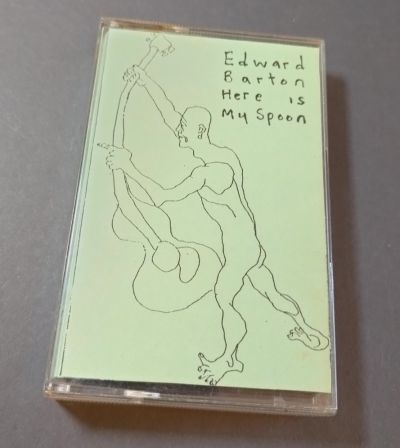 Edward
Barton
Here is
My Spoon